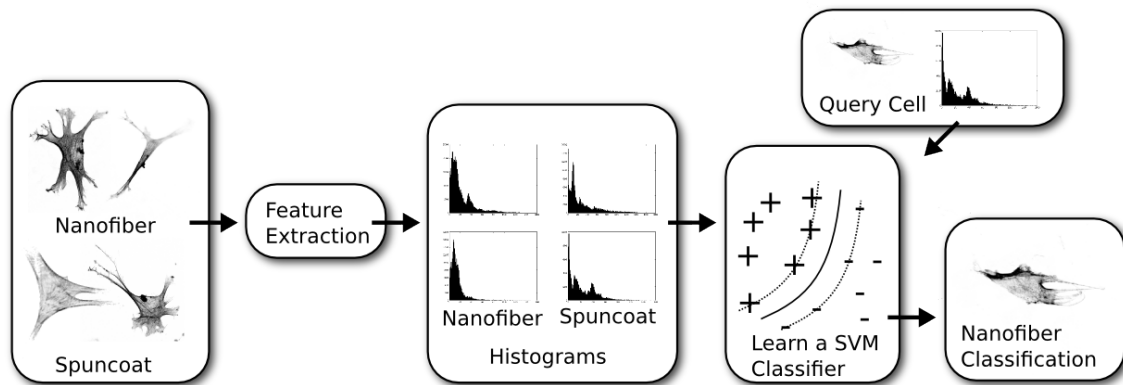 Nanofiber
Spuncoat
Feature
Extraction
Nanofiber
Spuncoat
Histograms
Query Cell
Learn a SVM
Classifier
Nanofiber
Classification